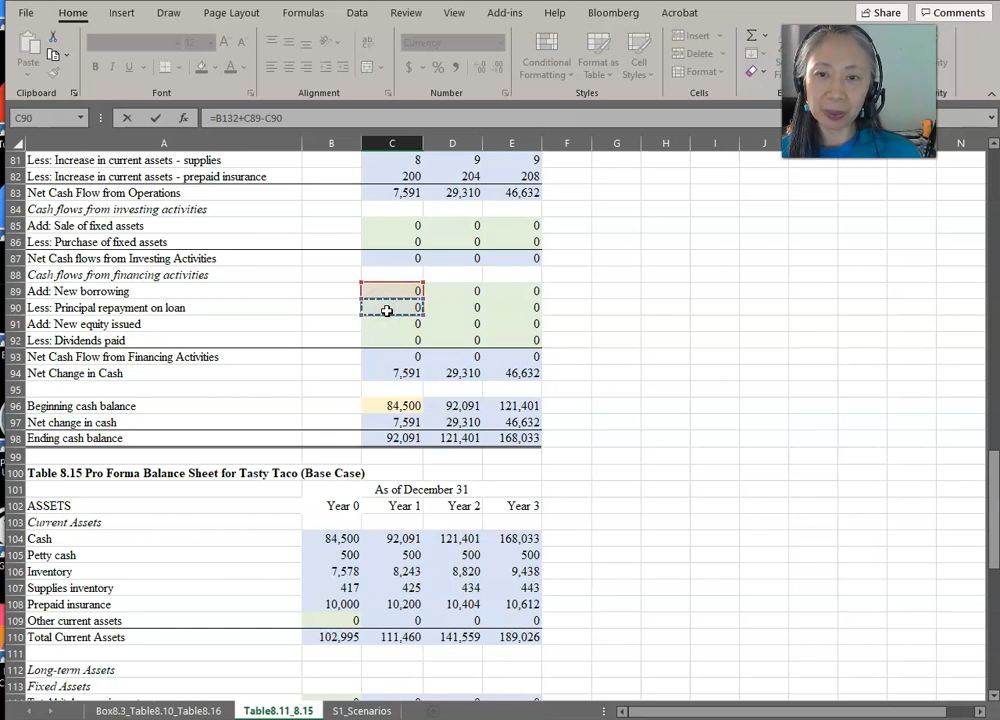 File Home Insert Draw Page Layout Formulas Data Review View Add-ins Help Bloomberg Acrobat Share Comments
Paste 12 A A ab Currency Conditional Formatting Format as Table Cell Styles Insert Delete Format
B I U $ %
Clipboard Font Alignment Number Styles Cells
C90 fx =B132+C89-C90
A B C D E F G H I J N
81 Less: Increase in current assets - supplies 8 9 9
82 Less: Increase in current assets - prepaid insurance 200 204 208
83 Net Cash Flow from Operations 7,591 29,310 46,632
84 Cash flows from investing activities
85 Add: Sale of fixed assets 0 0 0
86 Less: Purchase of fixed assets 0 0 0
87 Net Cash flows from Investing Activities 0 0 0
88 Cash flows from financing activities
89 Add: New borrowing 0 0 0
90 Less: Principal repayment on loan 0 0 0
91 Add: New equity issued 0 0 0
92 Less: Dividends paid 0 0 0
93 Net Cash Flow from Financing Activities 0 0 0
94 Net Change in Cash 7,591 29,310 46,632
95
96 Beginning cash balance 84,500 92,091 121,401
97 Net change in cash 7,591 29,310 46,632
98 Ending cash balance 92,091 121,401 168,033
99
100 Table 8.15 Pro Forma Balance Sheet for Tasty Taco (Base Case)
101 As of December 31
102 ASSETS Year 0 Year 1 Year 2 Year 3
103 Current Assets
104 Cash 84,500 92,091 121,401 168,033
105 Petty cash 500 500 500 500
106 Inventory 7,578 8,243 8,820 9,438
107 Supplies inventory 417 425 434 443
108 Prepaid insurance 10,000 10,200 10,404 10,612
109 Other current assets 0 0 0 0
110 Total Current Assets 102,995 111,460 141,559 189,026
111
112 Long-term Assets
113 Fixed Assets
Box8.3_Table8.10_Table8.16 Table8.11_8.15 S1_Scenarios